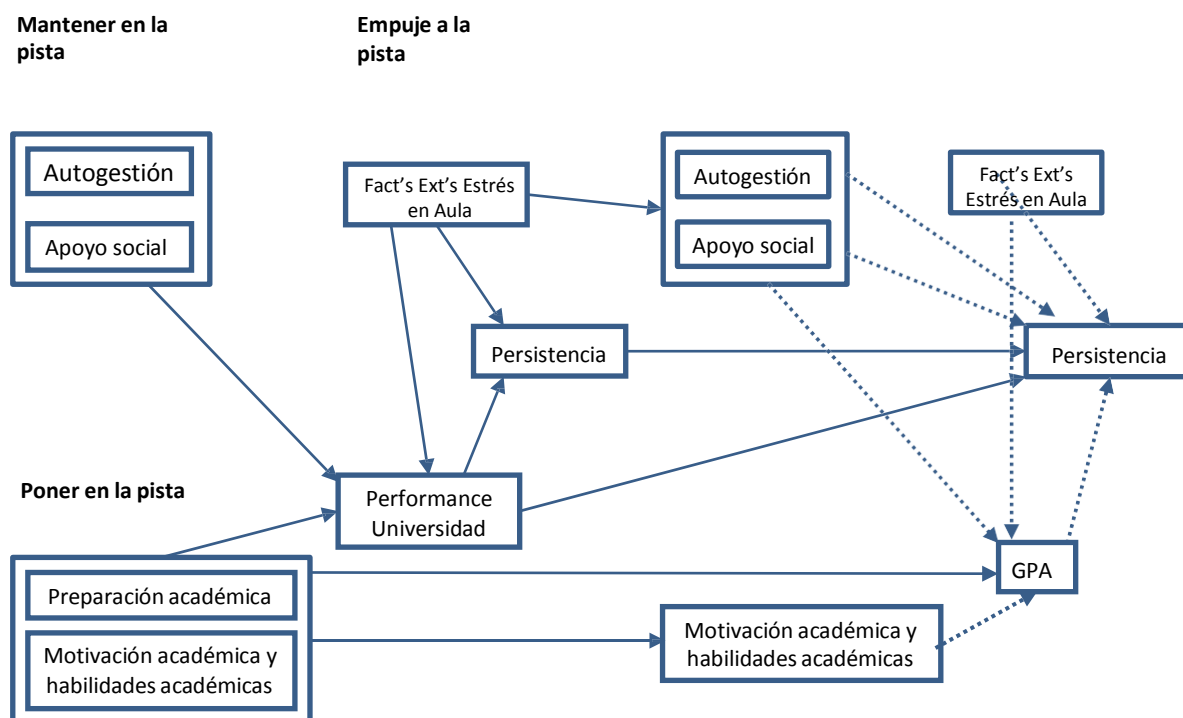 Mantener en la
pista
Empuje a la
pista
Autogestión
Apoyo social
Fact’s Ext’s Estrés
en Aula
Autogestión
Apoyo social
Fact’s Ext’s
Estrés en Aula
Persistencia
Persistencia
Poner en la pista
Performance
Universidad
GPA
Preparación académica
Motivación académica y
habilidades académicas
Motivación académica y
habilidades académicas